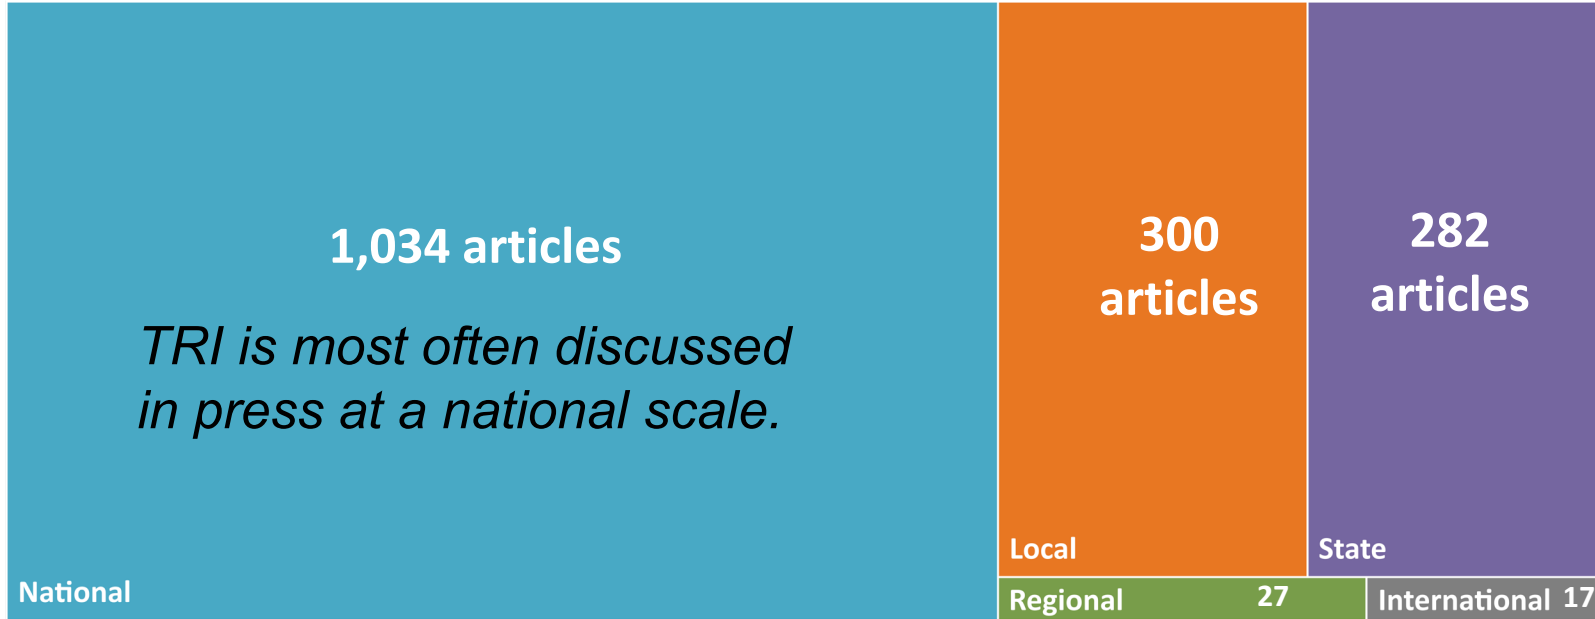 1,034 articles
TRI is most often discussed
in press at a national scale.
National
300
articles
Local
282
articles
State
Regional 27
International 17